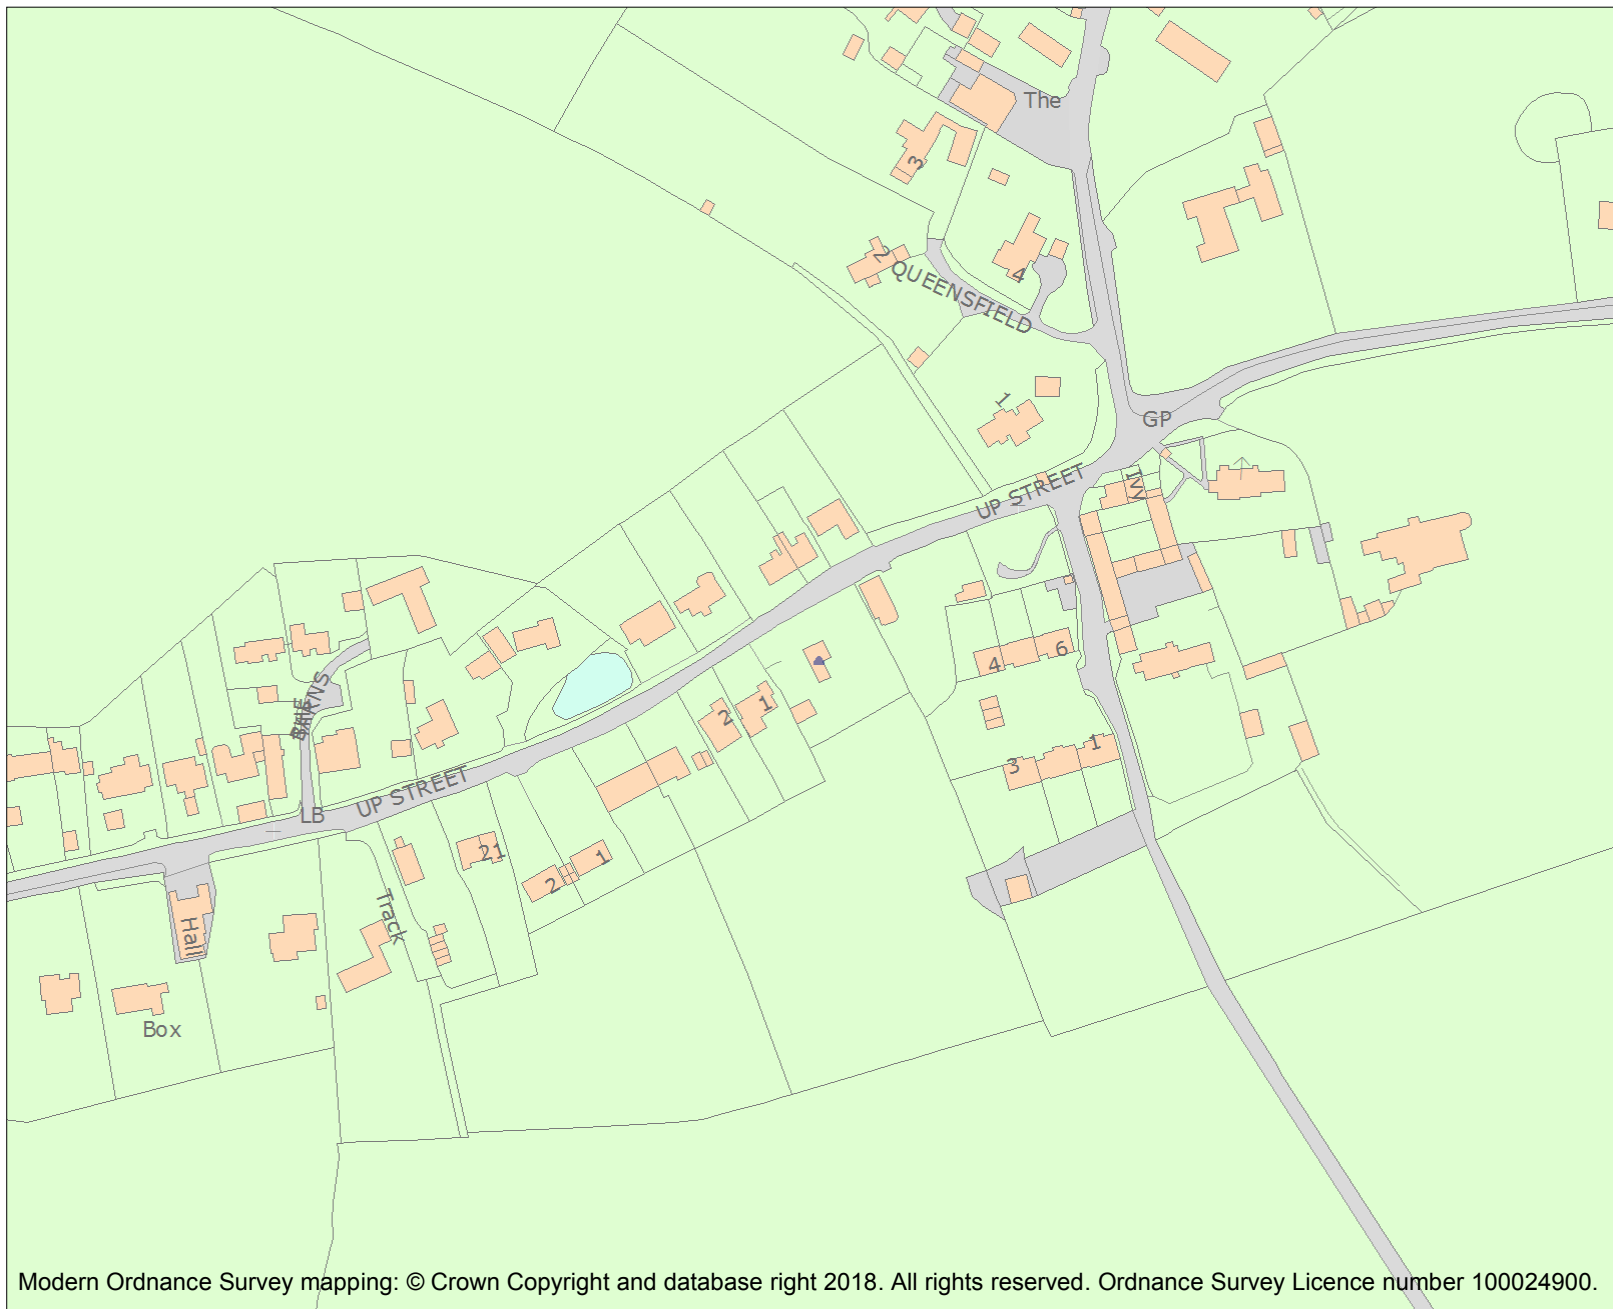 The
3
2
QUEENSFIELD
4
1
GP
UP STREET
IVY
4
6
2
1
3
1
THE
BARNS
LB
UP STREET
21
2
1
Track
Hall
Box
Modern Ordnance Survey mapping: © Crown Copyright and database right 2018. All rights reserved. Ordnance Survey Licence number 100024900.